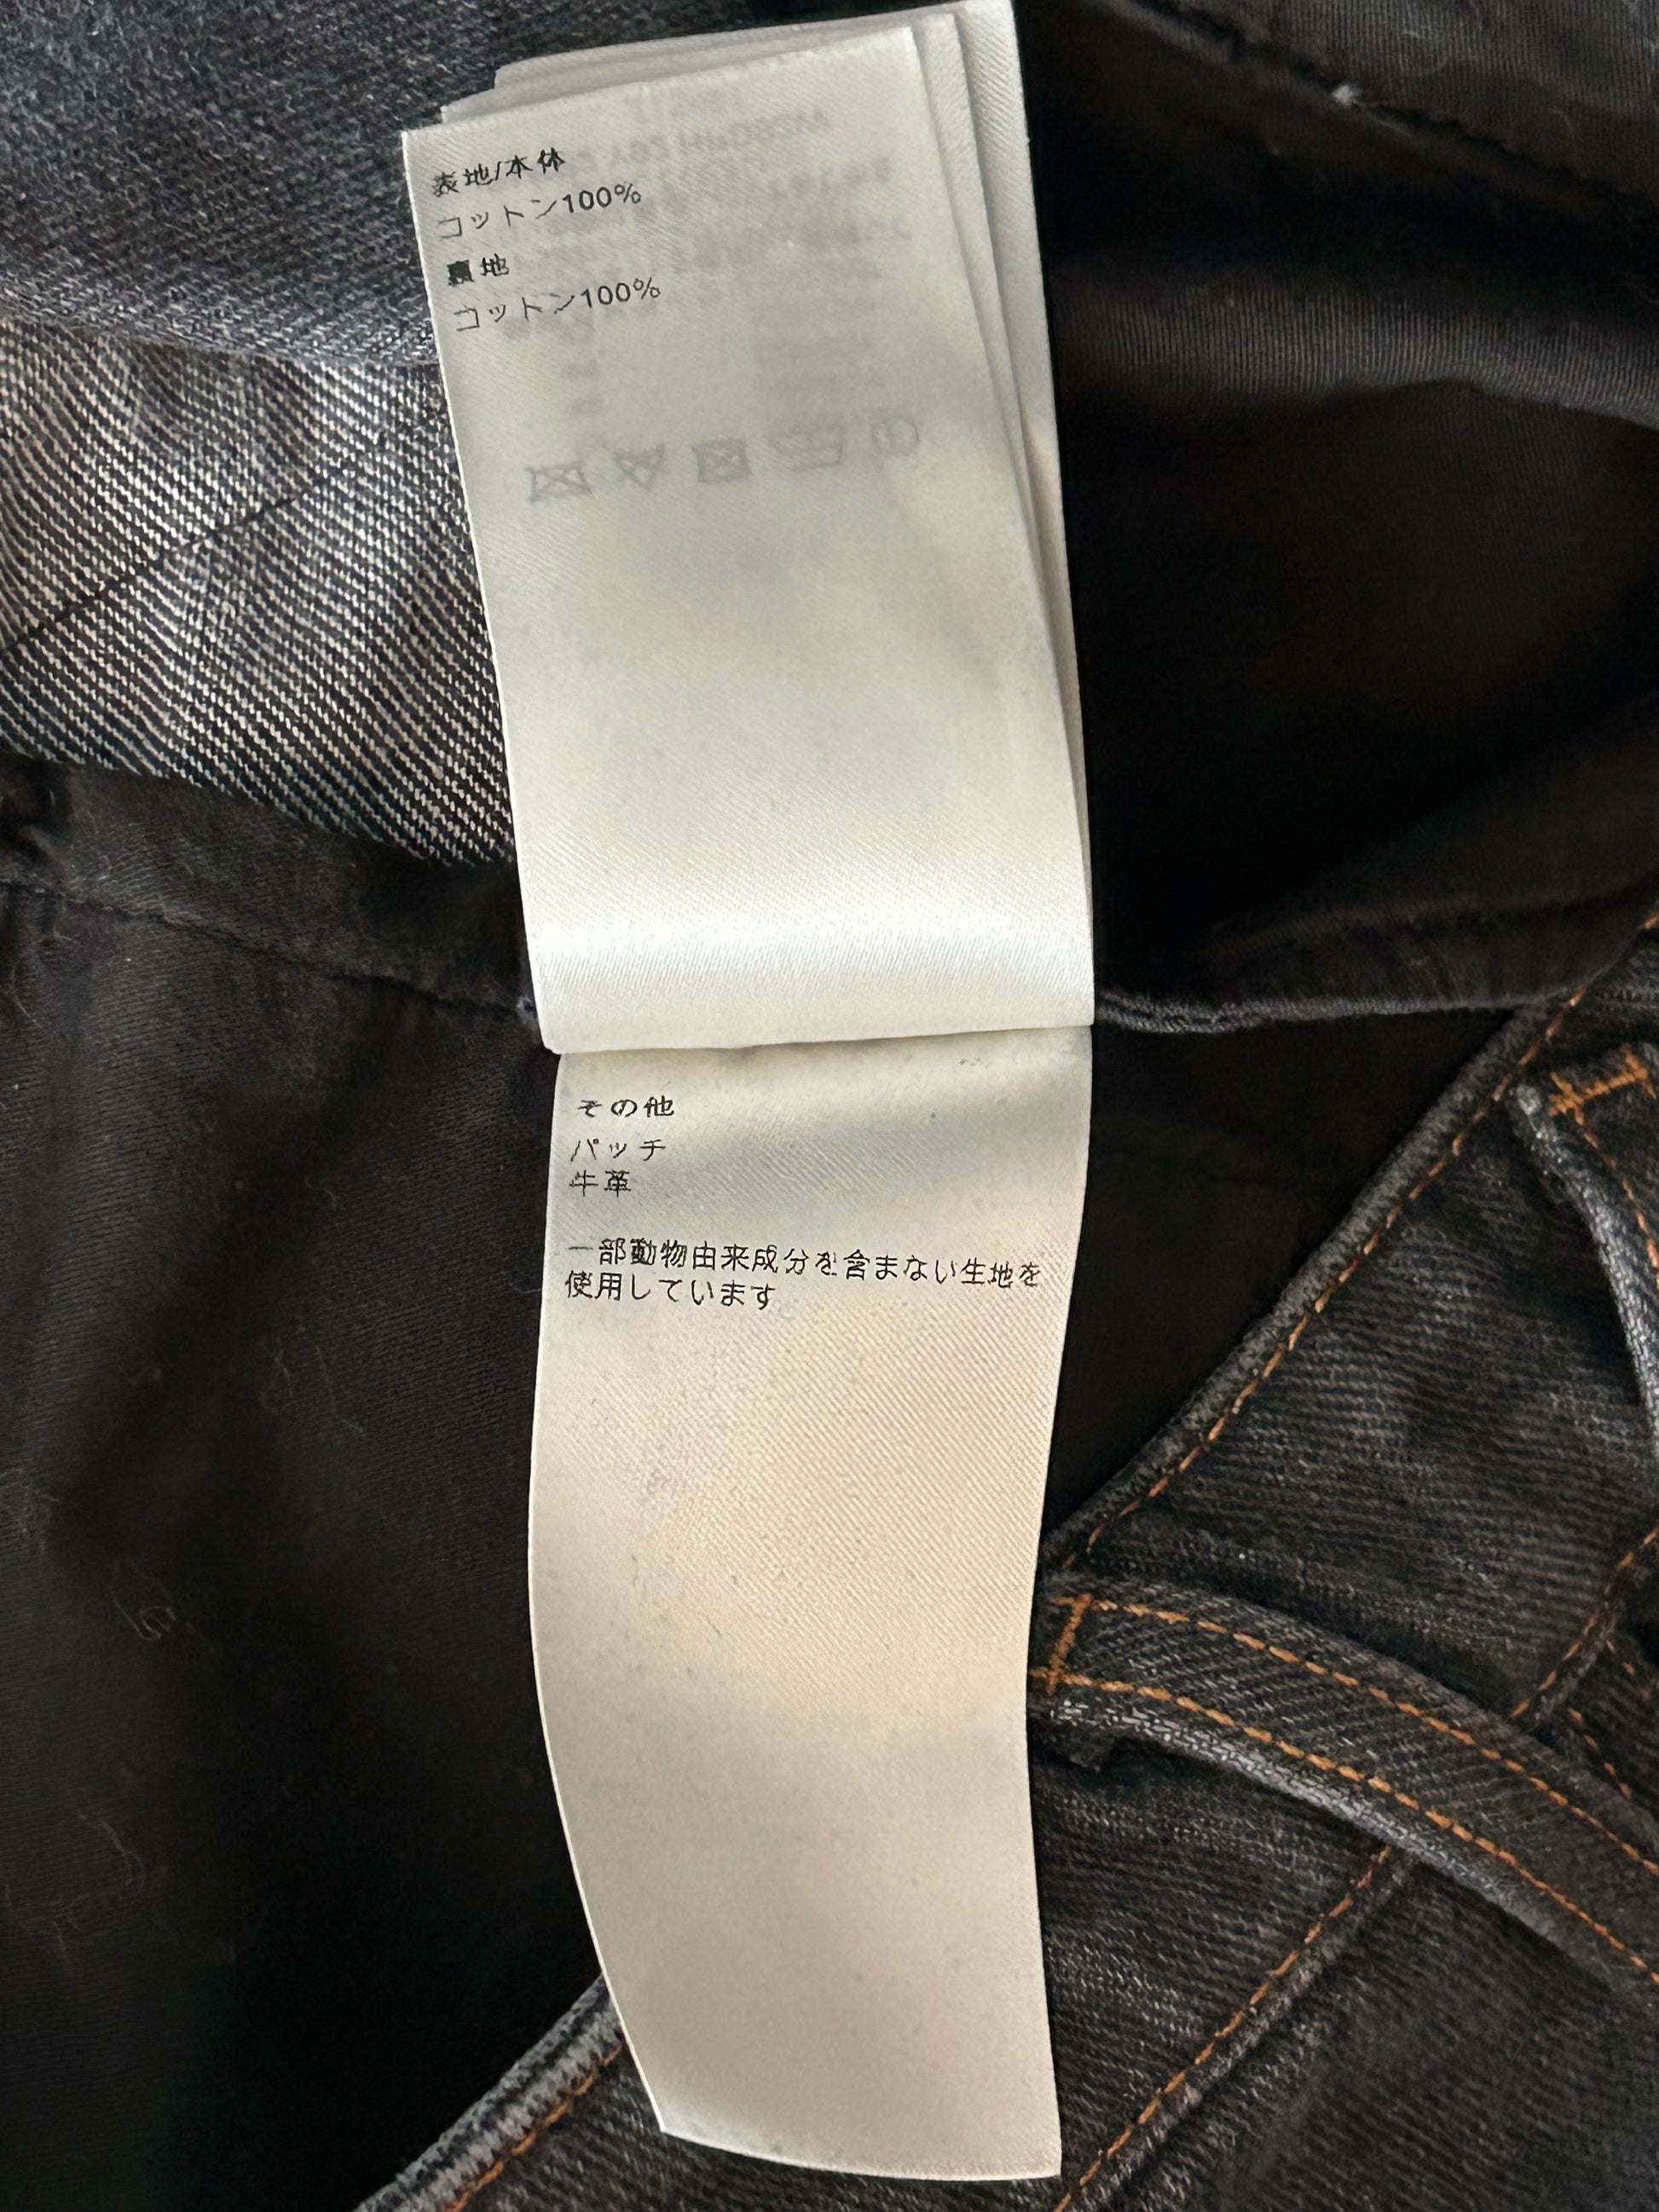 表地/本体
コットン100%
裏地
コットン100%
その他
パッチ
牛革
一部動物由来成分を含まない生地を
使用しています